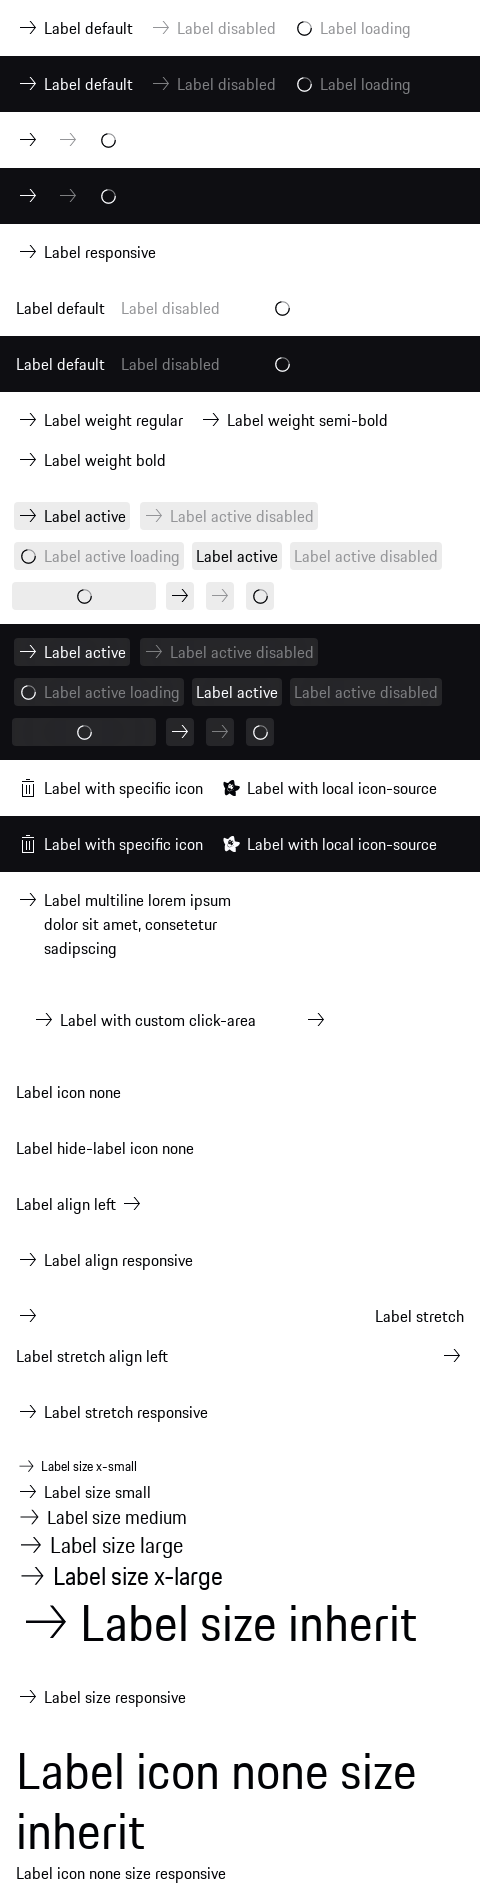 Label default Label disabled Label loading
Label default Label disabled Label loading
Label responsive
Label default Label disabled
Label default Label disabled
Label weight regular Label weight semi-bold
Label weight bold
Label active Label active disabled
Label active loading Label active Label active disabled
Label active Label active disabled
Label active loading Label active Label active disabled
Label with specific icon Label with local icon-source
Label with specific icon Label with local icon-source
Label multiline lorem ipsum
dolor sit amet, consetetur
sadipscing
Label with custom click-area
Label icon none
Label hide-label icon none
Label align left
Label align responsive
Label stretch
Label stretch align left
Label stretch responsive
Label size x-small
Label size small
Label size medium
Label size large
Label size x-large
Label size inherit
Label size responsive
Label icon none size
inherit
Label icon none size responsive